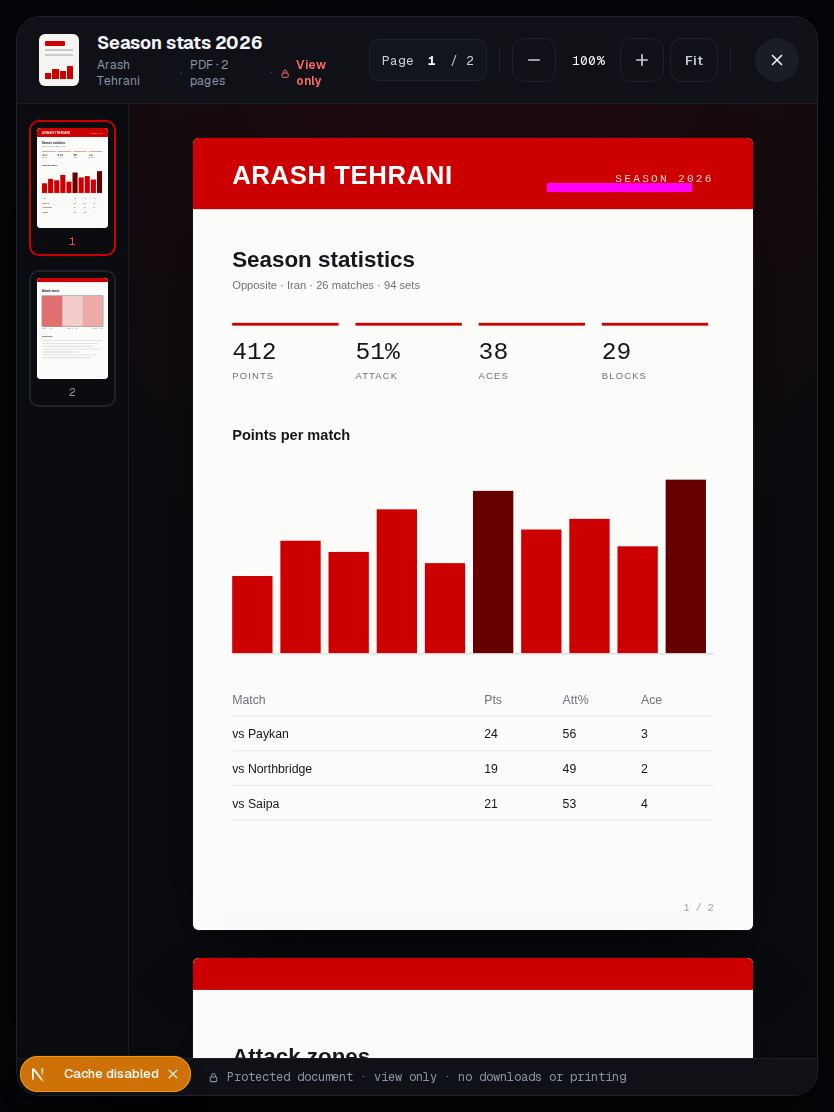 Season stats 2026
Arash Tehrani · PDF · 2 pages · View only
Page 1 / 2
100%
Fit
ARASH TEHRANI
SEASON 2026
Season statistics
Opposite · Iran · 26 matches · 94 sets
412 51% 38 29
POINTS ATTACK ACES BLOCKS
Points per match
Match Pts Att% Ace
vs Paykan 24 56 3
vs Northbridge 19 49 2
vs Saipa 21 53 4
1 / 2
1
2
Attack zones
Cache disabled
Protected document · view only · no downloads or printing